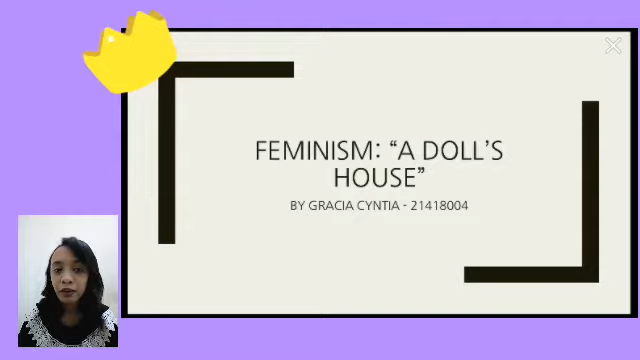 FEMINISM: “A DOLL’S
HOUSE”
BY GRACIA CYNTIA - 21418004